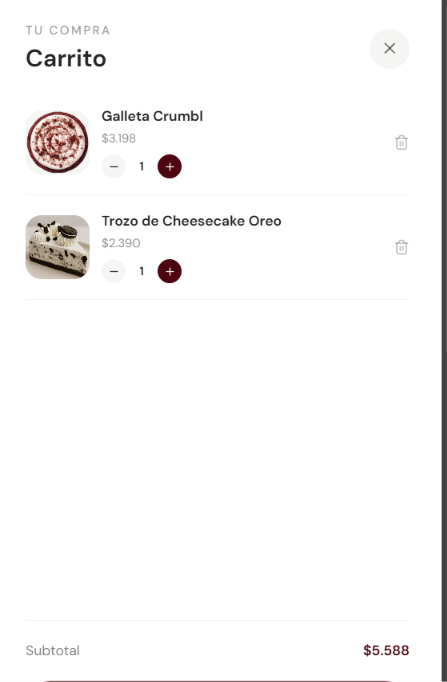 TU COMPRA
Carrito
Galleta Crumbl
$3.198
− 1 +
Trozo de Cheesecake Oreo
$2.390
− 1 +
Subtotal $5.588